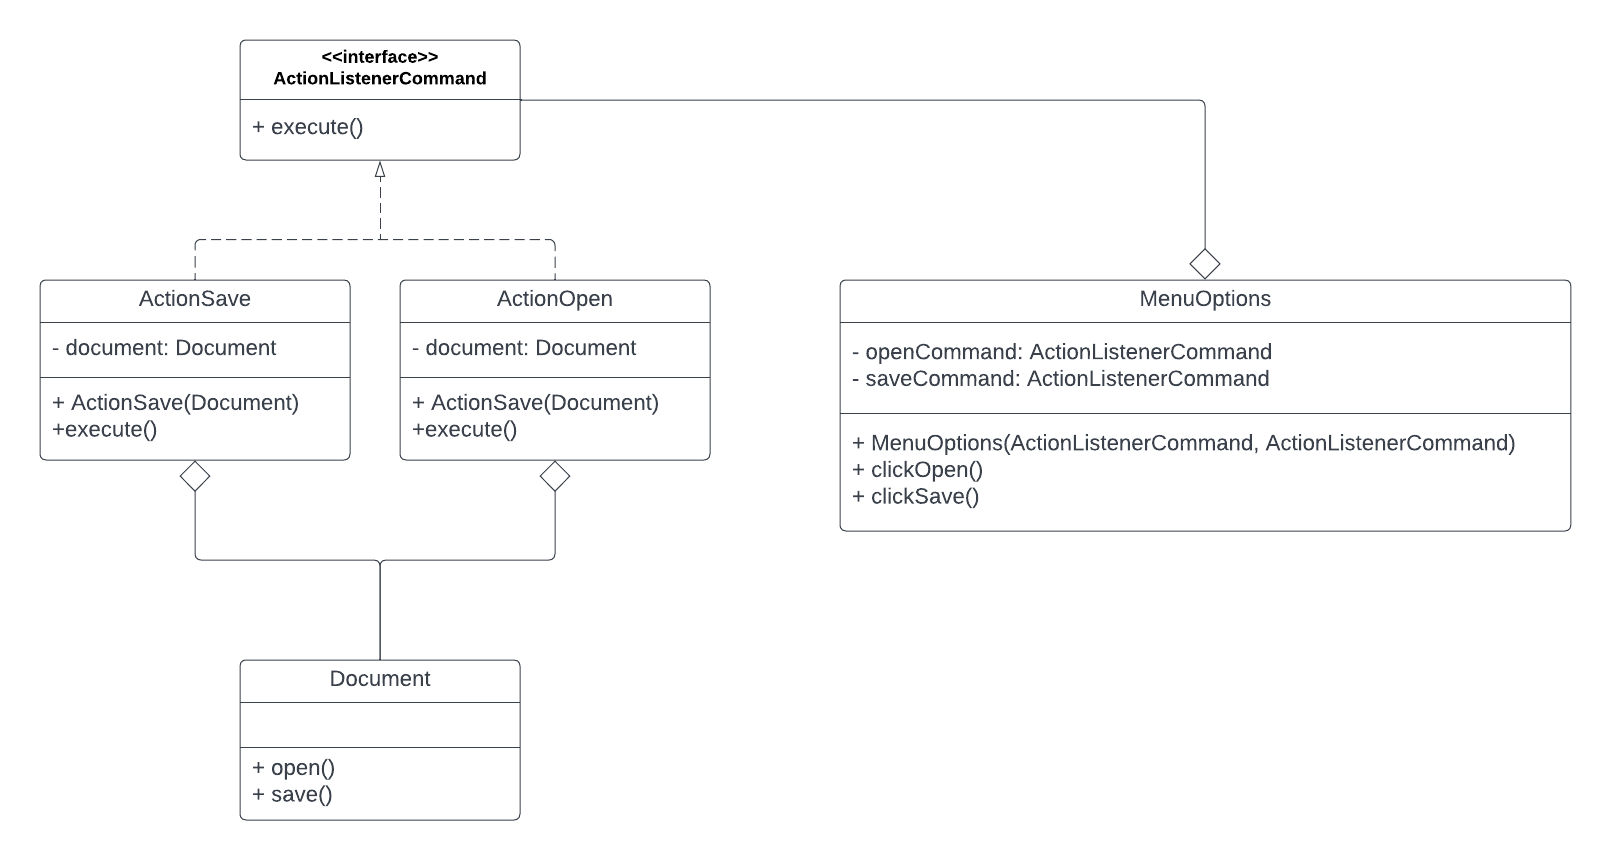 <<interface>>
ActionListenerCommand
+ execute()
ActionSave
- document: Document
+ ActionSave(Document)
+execute()
ActionOpen
- document: Document
+ ActionSave(Document)
+execute()
MenuOptions
- openCommand: ActionListenerCommand
- saveCommand: ActionListenerCommand
+ MenuOptions(ActionListenerCommand, ActionListenerCommand)
+ clickOpen()
+ clickSave()
Document
+ open()
+ save()